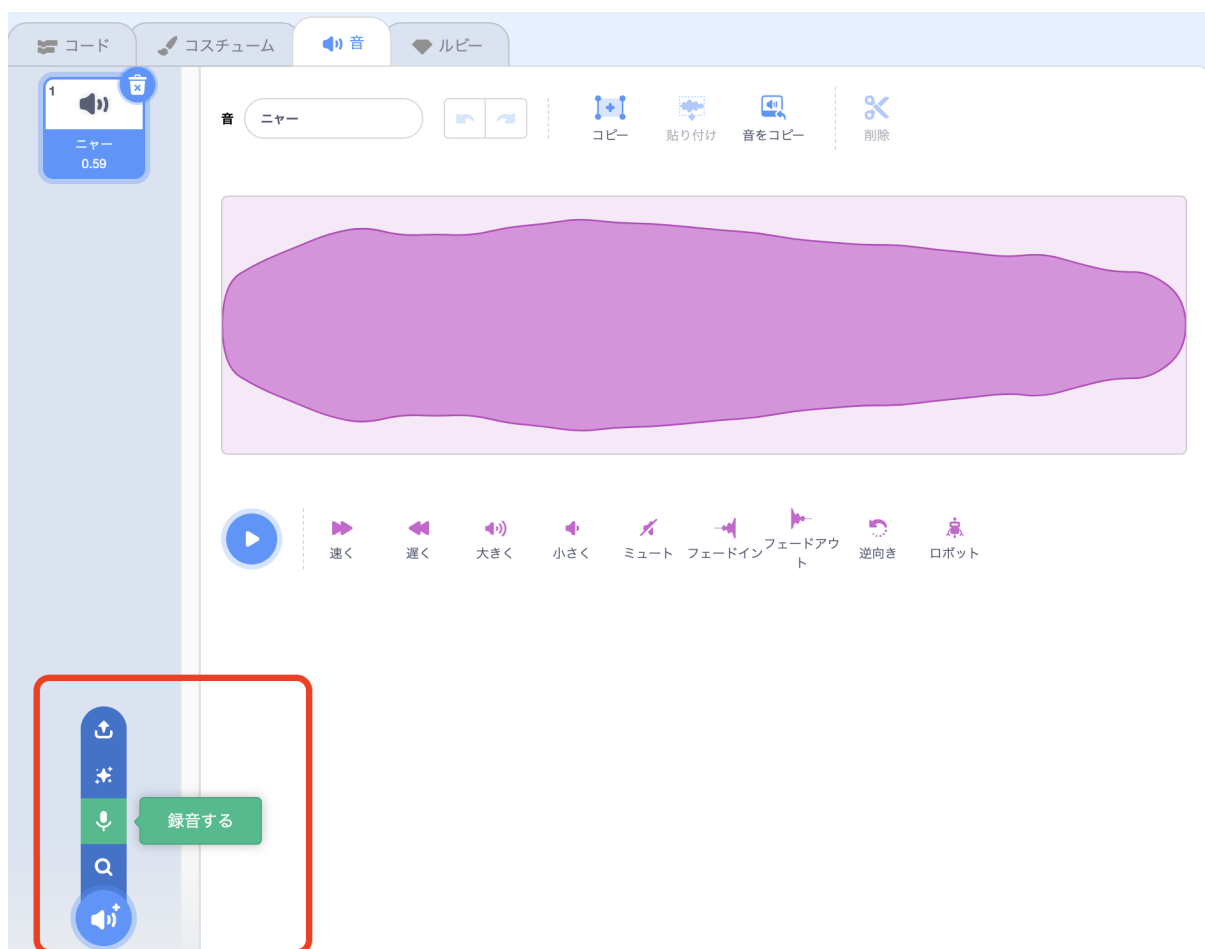 コード
コスチューム
音
ルビー
1
ニャー
0.59
音
ニャー
コピー
貼り付け
音をコピー
削除
速く
遅く
大きく
小さく
ミュート
フェードイン
フェードアウ
ト
逆向き
ロボット
録音する